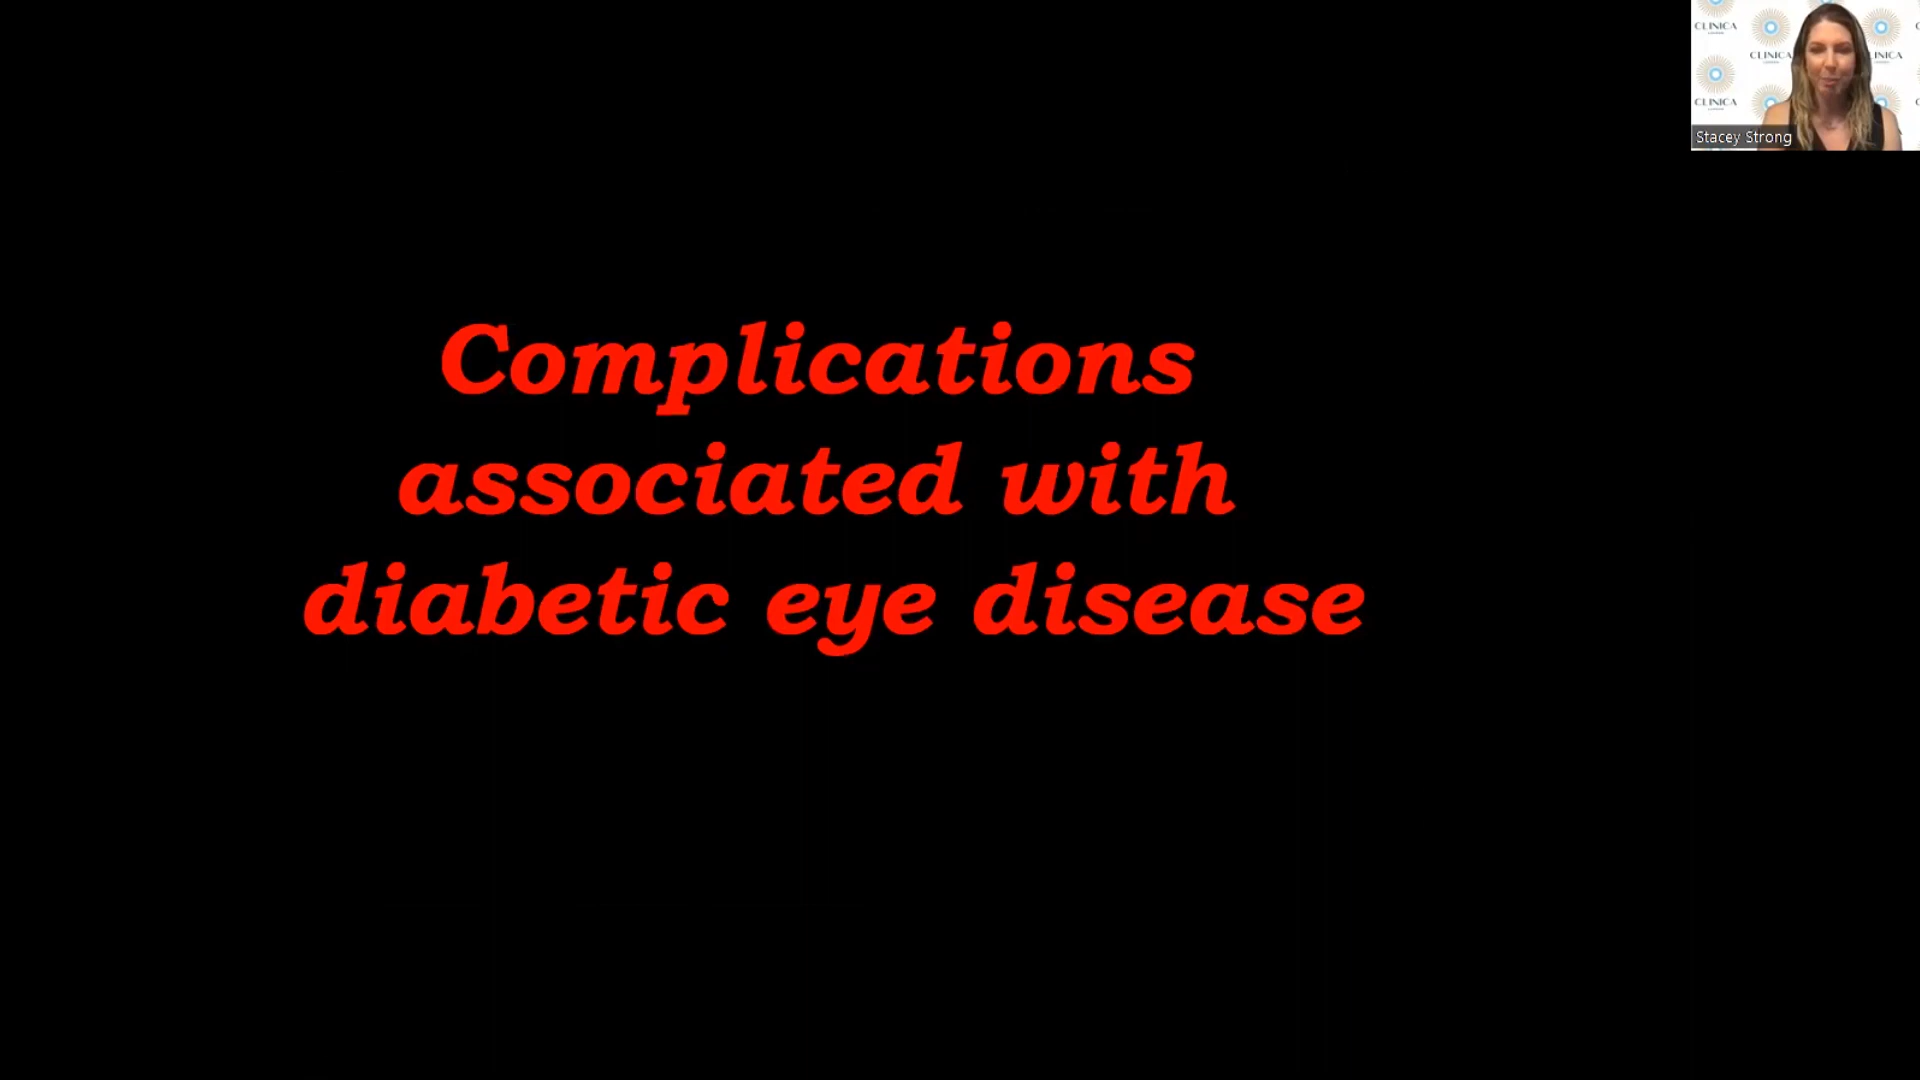 Complications
associated with
diabetic eye disease
CLINICA
CLINICA
CLINICA
Stacey Strong